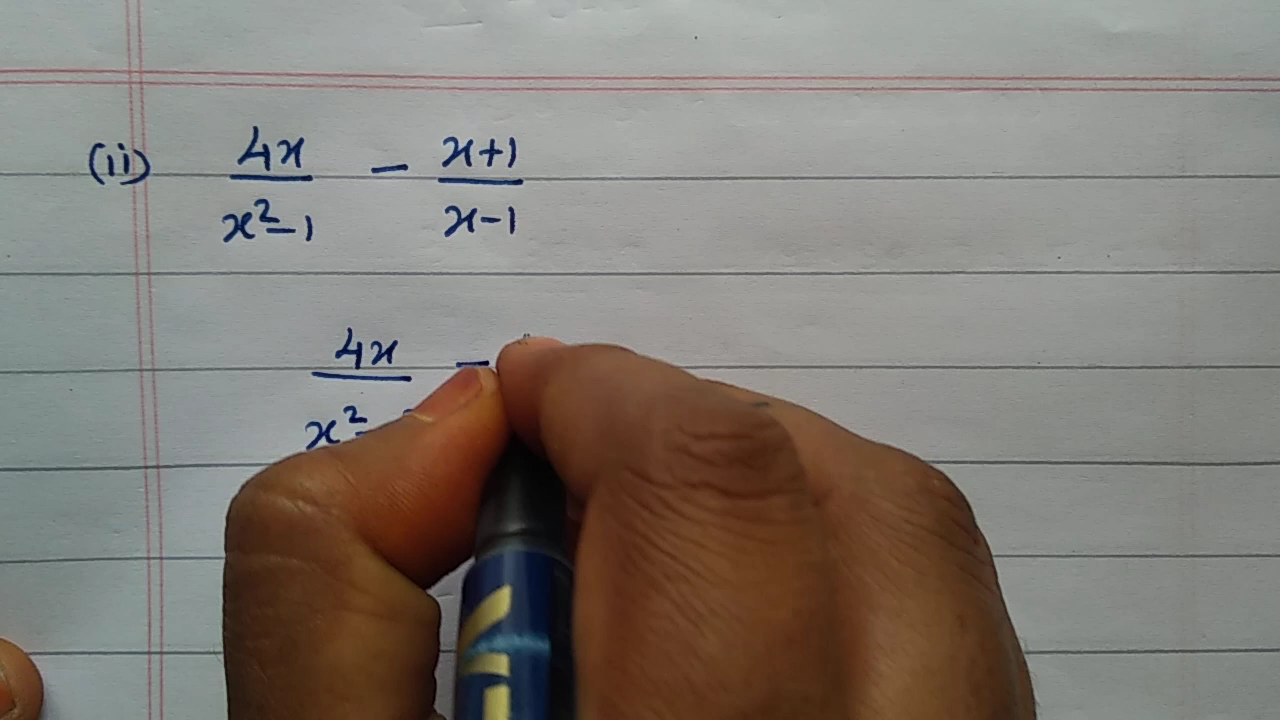 (ii) 4x/x²-1 - x+1/x-1
4x/x² -